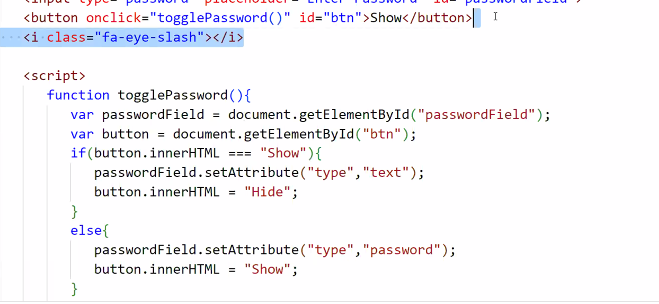 <input type="password" placeholder="Enter Password" id="passwordField">
<button onclick="togglePassword()" id="btn">Show</button>
<i class="fa-eye-slash"></i>
<script>
function togglePassword(){
var passwordField = document.getElementById("passwordField");
var button = document.getElementById("btn");
if(button.innerHTML === "Show"){
passwordField.setAttribute("type","text");
button.innerHTML = "Hide";
}
else{
passwordField.setAttribute("type","password");
button.innerHTML = "Show";
}